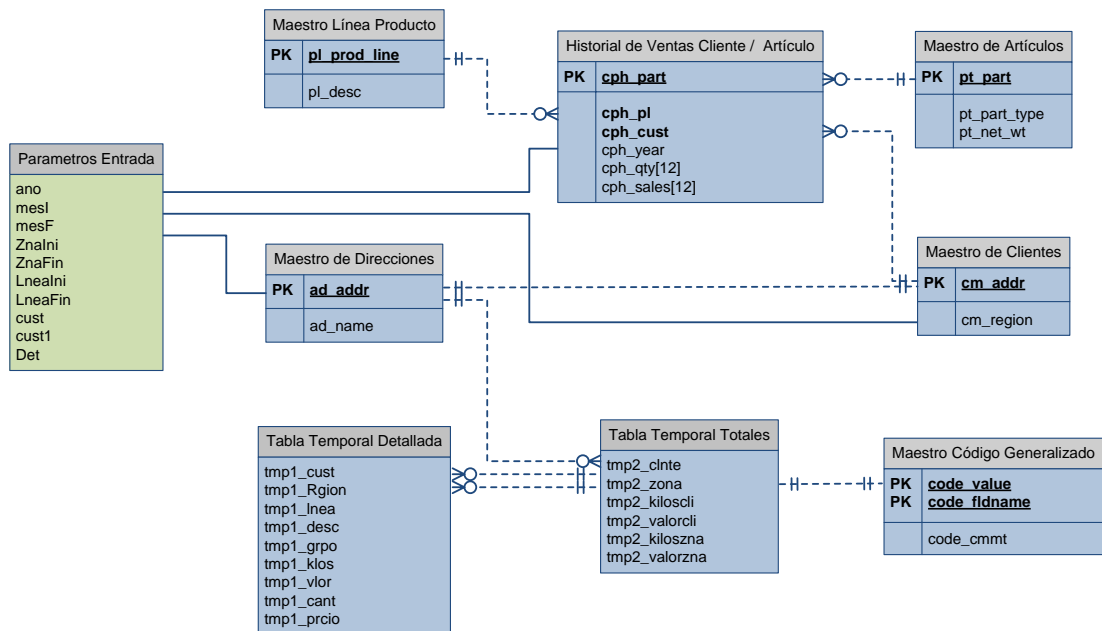 Maestro Línea Producto
PK pl_prod_line
pl_desc
Historial de Ventas Cliente / Artículo
PK cph_part
cph_pl
cph_cust
cph_year
cph_qty[12]
cph_sales[12]
Maestro de Artículos
PK pt_part
pt_part_type
pt_net_wt
Parametros Entrada
ano
mesI
mesF
ZnaIni
ZnaFin
LneaIni
LneaFin
cust
cust1
Det
Maestro de Direcciones
PK ad_addr
ad_name
Maestro de Clientes
PK cm_addr
cm_region
Tabla Temporal Detallada
tmp1_cust
tmp1_Rgion
tmp1_lnea
tmp1_desc
tmp1_grpo
tmp1_klos
tmp1_vlor
tmp1_cant
tmp1_prcio
Tabla Temporal Totales
tmp2_clnte
tmp2_zona
tmp2_kiloscli
tmp2_valorcli
tmp2_kiloszna
tmp2_valorzna
Maestro Código Generalizado
PK code_value
PK code_fldname
code_cmmt